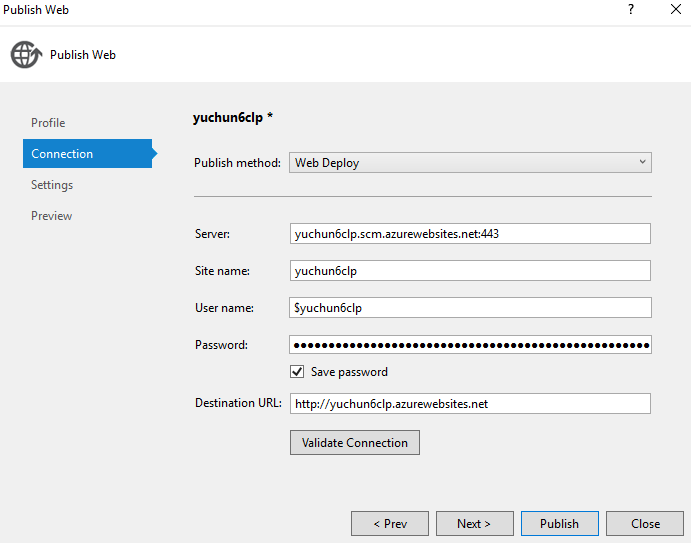 Publish Web
?
Publish Web
Profile
Connection
Settings
Preview
yuchun6clp *
Publish method: Web Deploy
Server: yuchun6clp.scm.azurewebsites.net:443
Site name: yuchun6clp
User name: $yuchun6clp
Password: ●●●●●●●●●●●●●●●●●●●●●●●●●●●●●●●●●●●●●●●●●●●●●●●●●●●●
Save password
Destination URL: http://yuchun6clp.azurewebsites.net
Validate Connection
< Prev Next > Publish Close